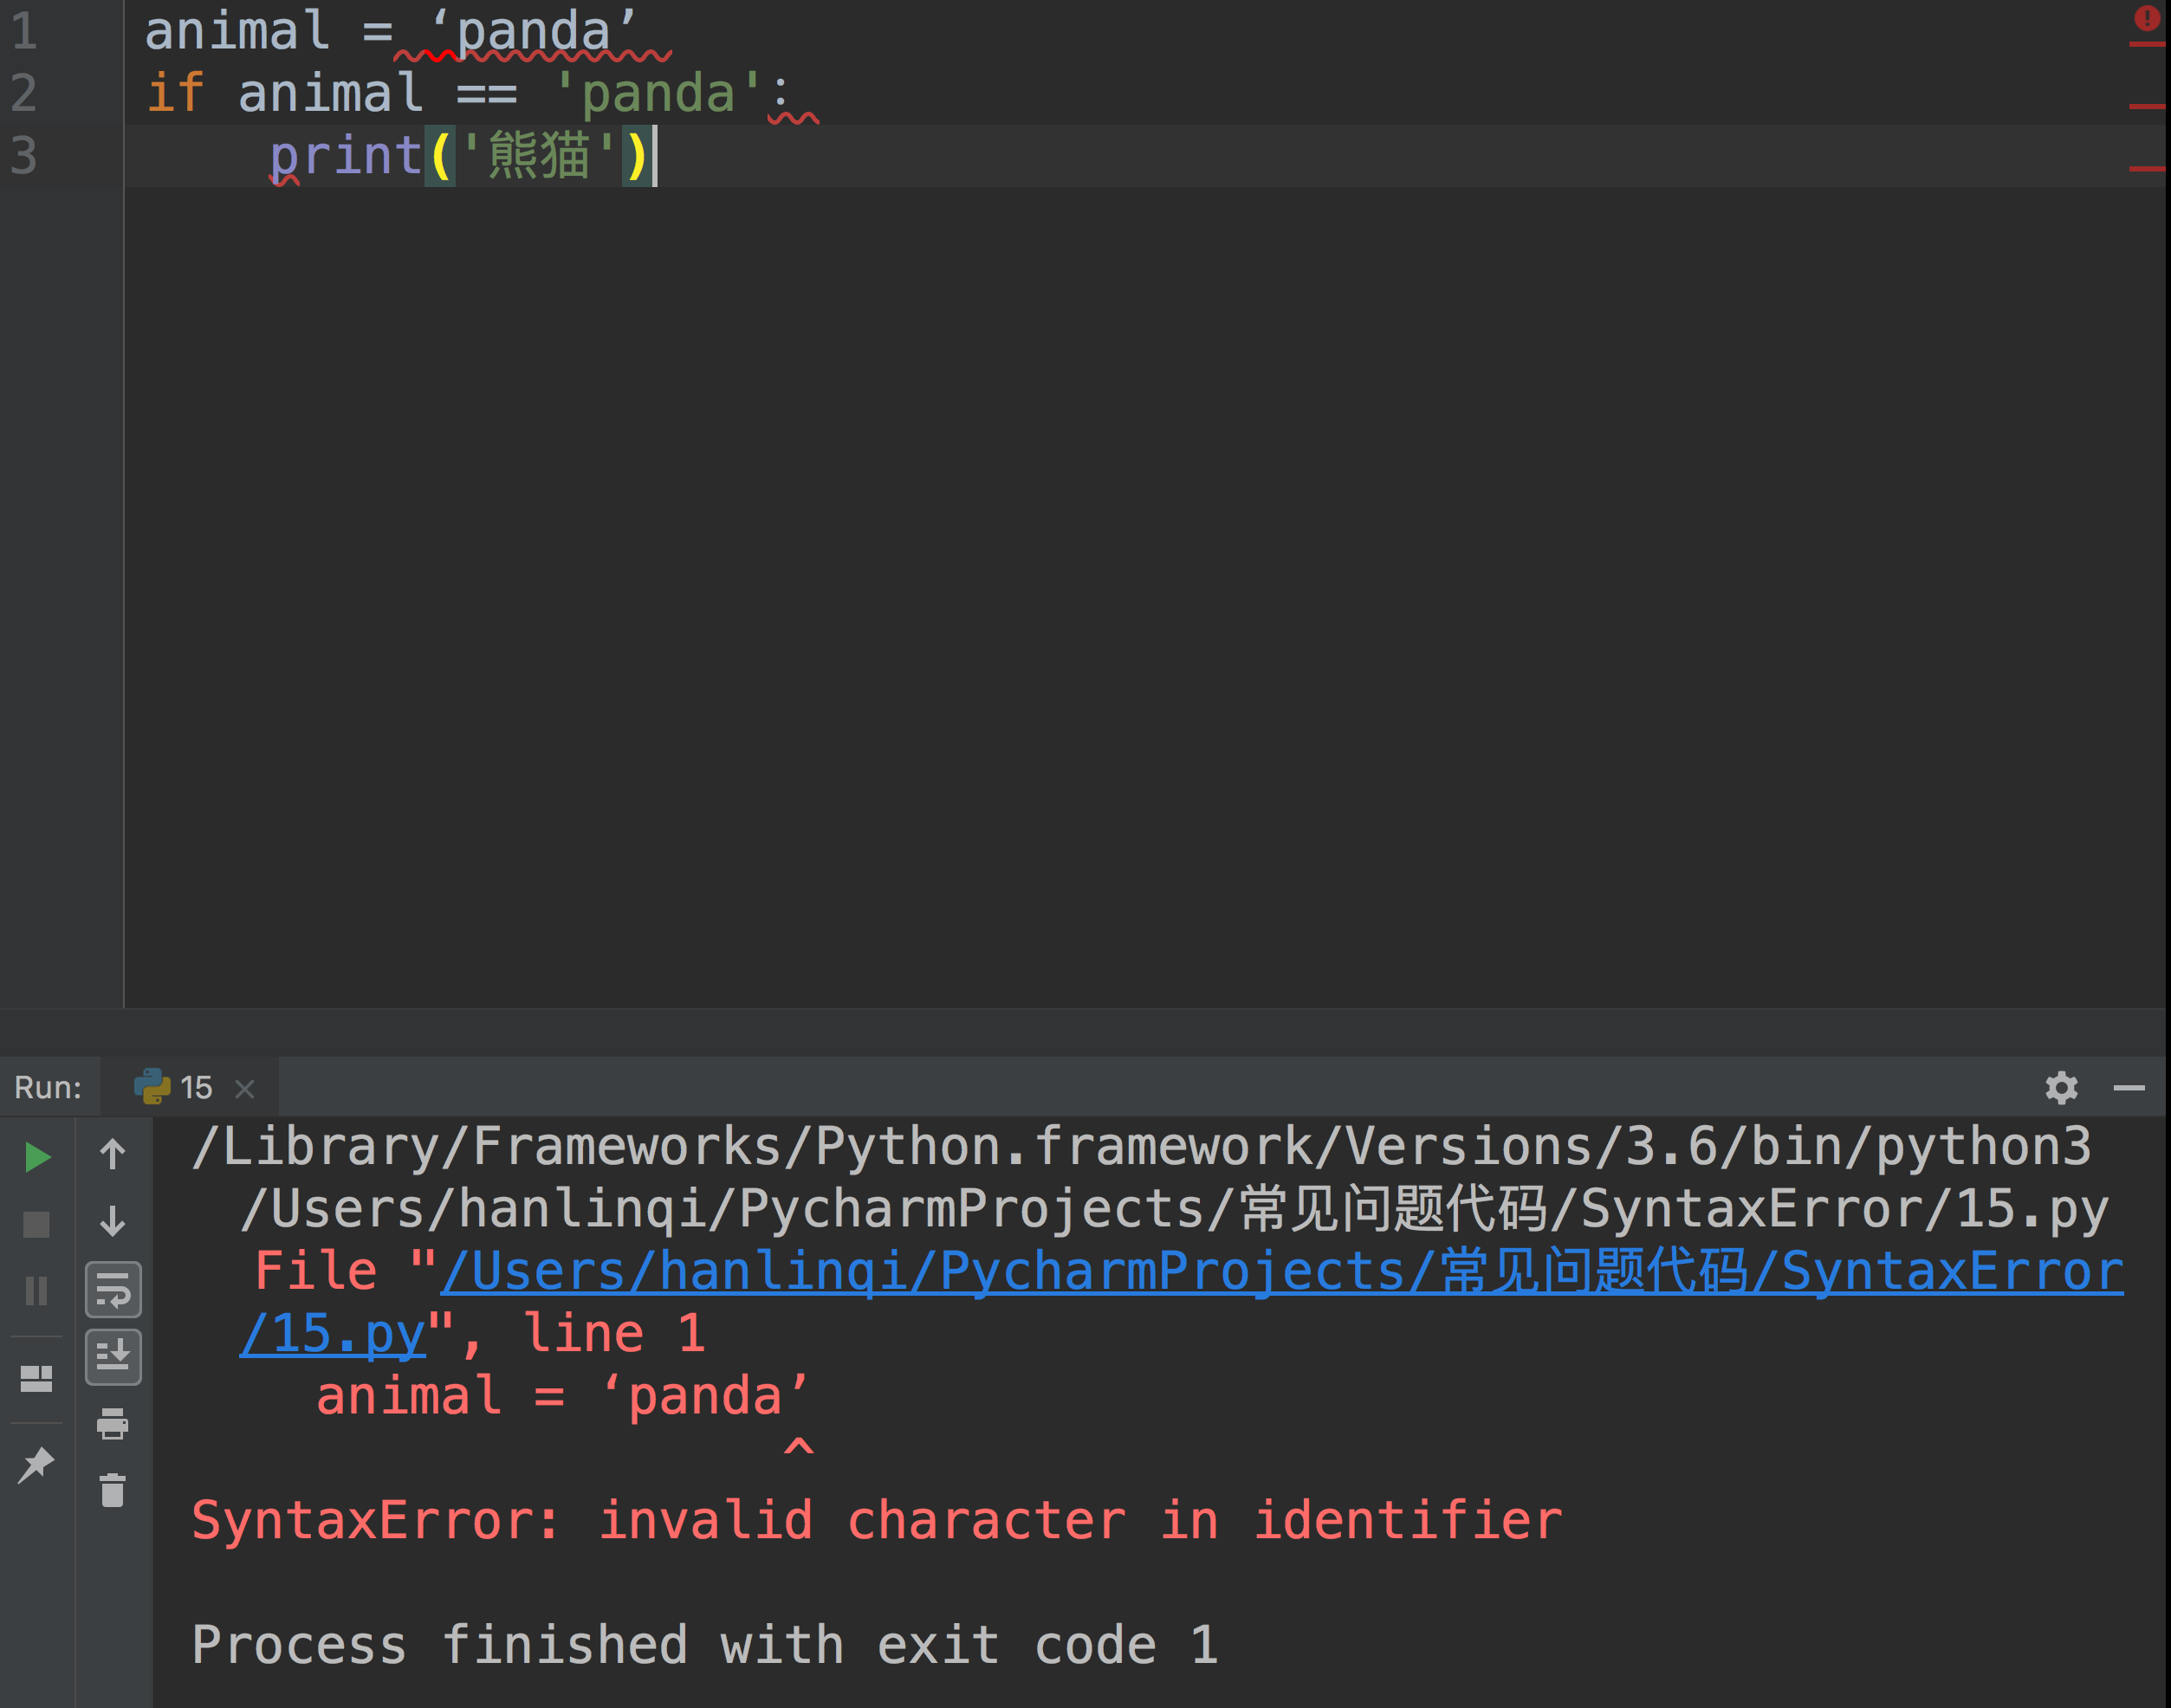 1 animal = ‘panda’
2 if animal == 'panda'：
3     print('熊猫')
Run: 15
/Library/Frameworks/Python.framework/Versions/3.6/bin/python3
/Users/hanlinqi/PycharmProjects/常见问题代码/SyntaxError/15.py
File "/Users/hanlinqi/PycharmProjects/常见问题代码/SyntaxError
/15.py", line 1
animal = ‘panda’
^
SyntaxError: invalid character in identifier
Process finished with exit code 1